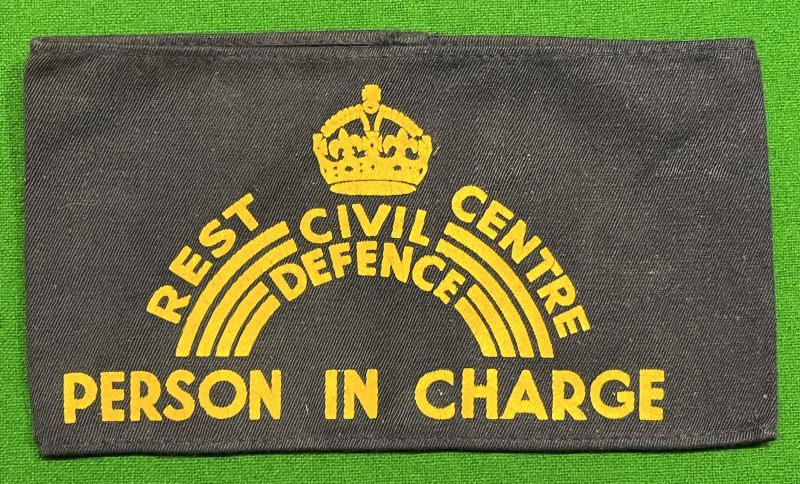 REST CENTRE
CIVIL
DEFENCE
PERSON IN CHARGE